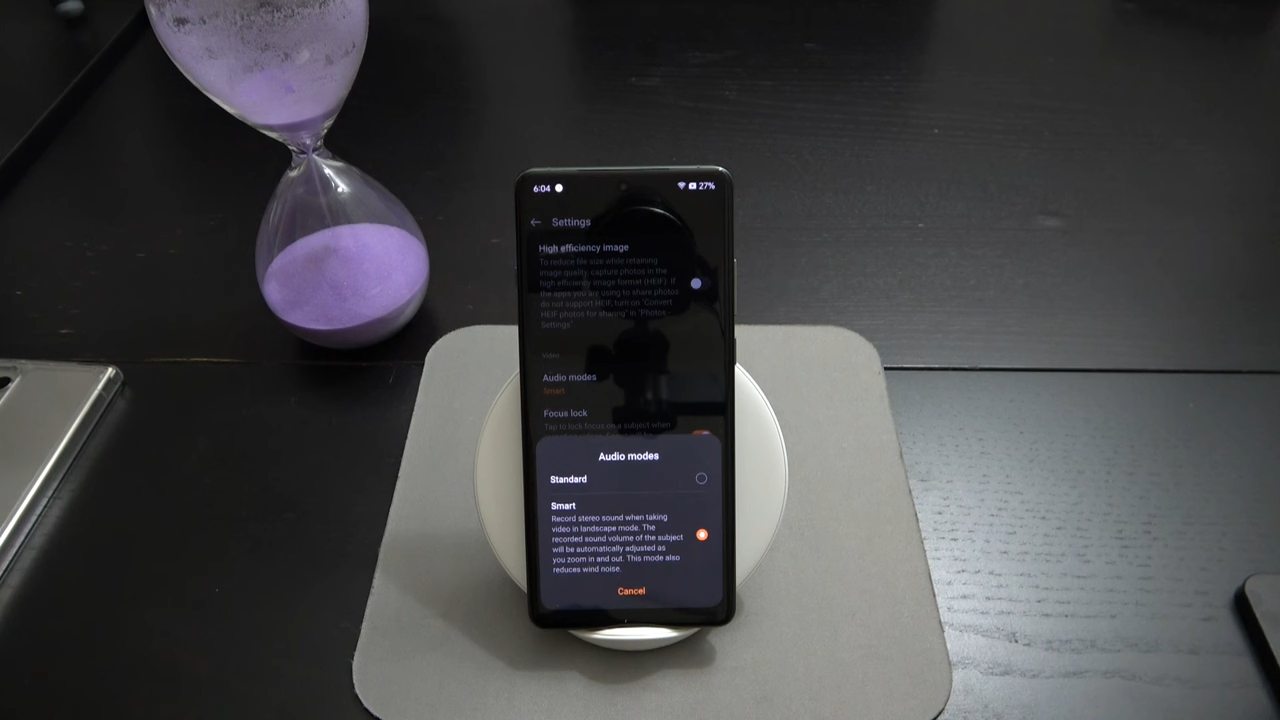 6:04
27%
Settings
High efficiency image
To reduce file size while retaining
image quality, capture photos in the
high efficiency image format (HEIF). If
the apps you are using to share photos
do not support HEIF, turn on "Convert
HEIF photos for sharing" in "Photos -
Settings".
Video
Audio modes
Smart
Focus lock
Tap to lock focus on a subject when
Audio modes
Standard
Smart
Record stereo sound when taking
video in landscape mode. The
recorded sound volume of the subject
will be automatically adjusted as
you zoom in and out. This mode also
reduces wind noise.
Cancel